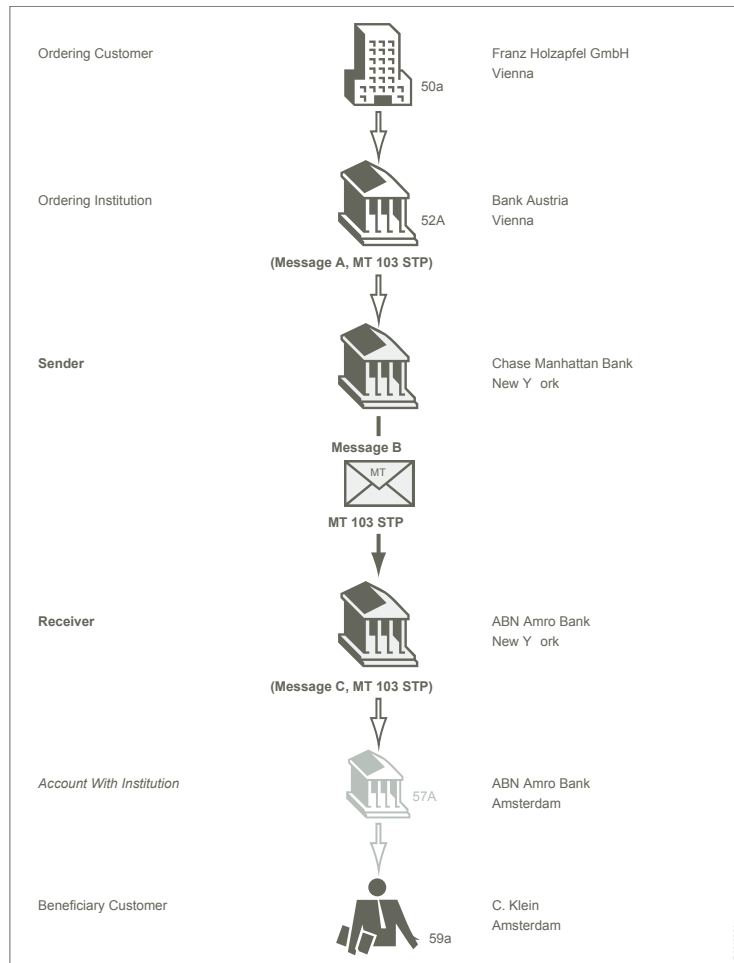 Ordering Customer
Franz Holzapfel GmbH
Vienna
50a
Ordering Institution
Bank Austria
Vienna
52A
(Message A, MT 103 STP)
Sender
Chase Manhattan Bank
New Y ork
Message B
MT
MT 103 STP
Receiver
ABN Amro Bank
New Y ork
(Message C, MT 103 STP)
Account With Institution
57A
ABN Amro Bank
Amsterdam
Beneficiary Customer
C. Klein
Amsterdam
59a